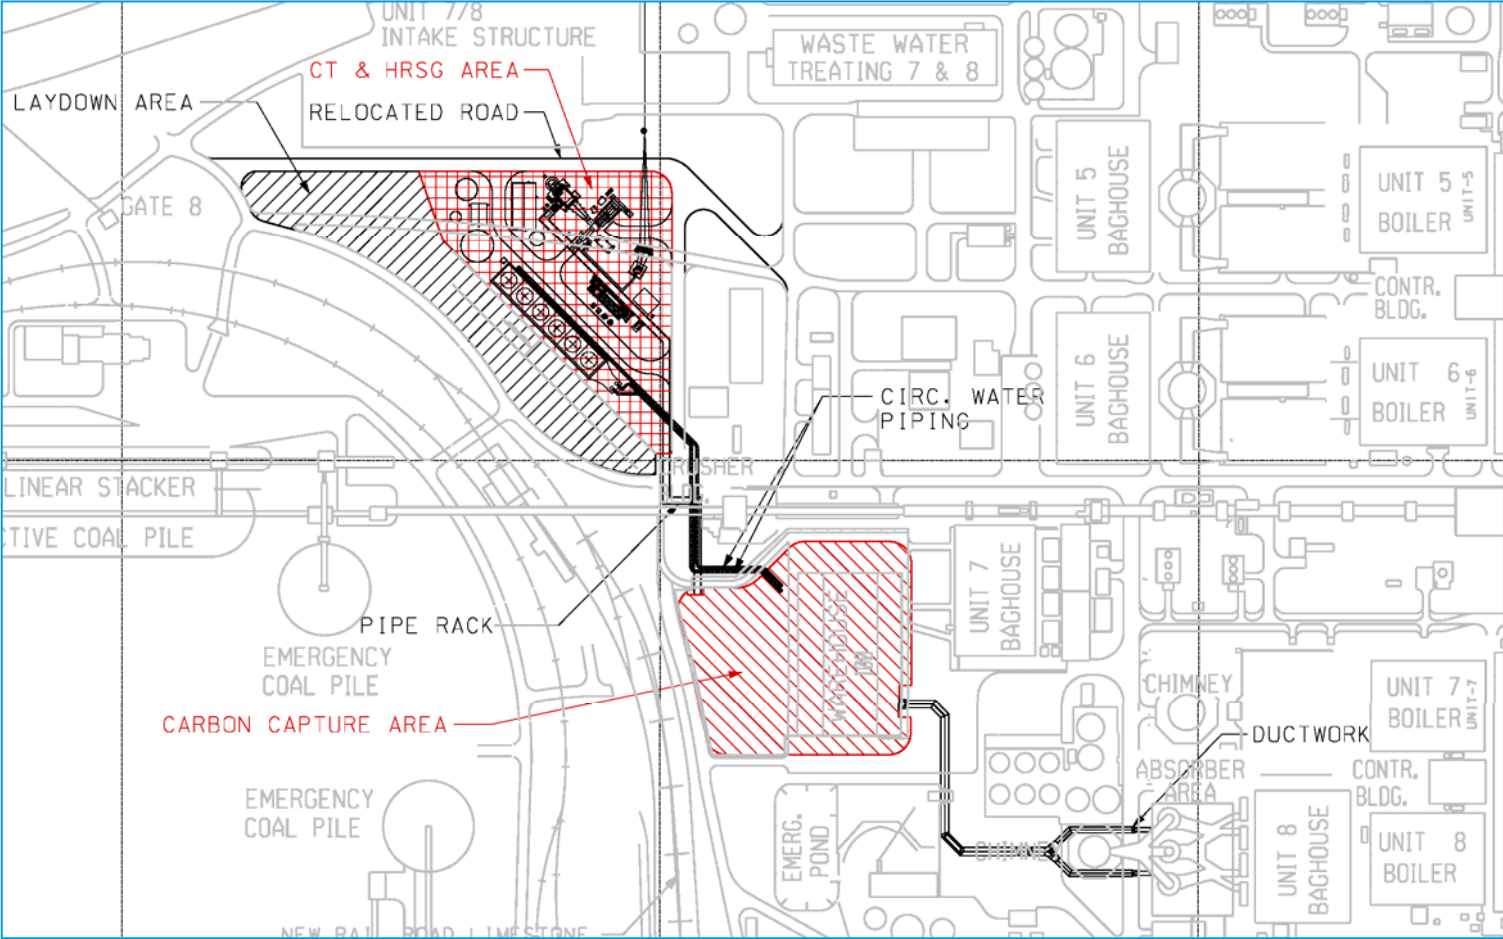 UNIT 7/8
INTAKE STRUCTURE
CT & HRSG AREA
LAYDOWN AREA
RELOCATED ROAD
WASTE WATER
TREATING 7 & 8
GATE 8
UNIT 5
BAGHOUSE
UNIT 5
BOILER
UNIT-5
CONTR.
BLDG.
UNIT 6
BAGHOUSE
UNIT 6
BOILER
UNIT-6
CIRC. WATER
PIPING
CRUSHER
LINEAR STACKER
CTIVE COAL PILE
PIPE RACK
EMERGENCY
COAL PILE
CARBON CAPTURE AREA
WAREHOUSE
UNIT 7
BAGHOUSE
CHIMNEY
UNIT 7
BOILER
UNIT-7
DUCTWORK
ABSORBER
AREA
CONTR.
BLDG.
EMERGENCY
COAL PILE
EMERG.
POND
CHIMNEY
UNIT 8
BAGHOUSE
UNIT 8
BOILER
NEW RAIL ROAD LIMESTONE